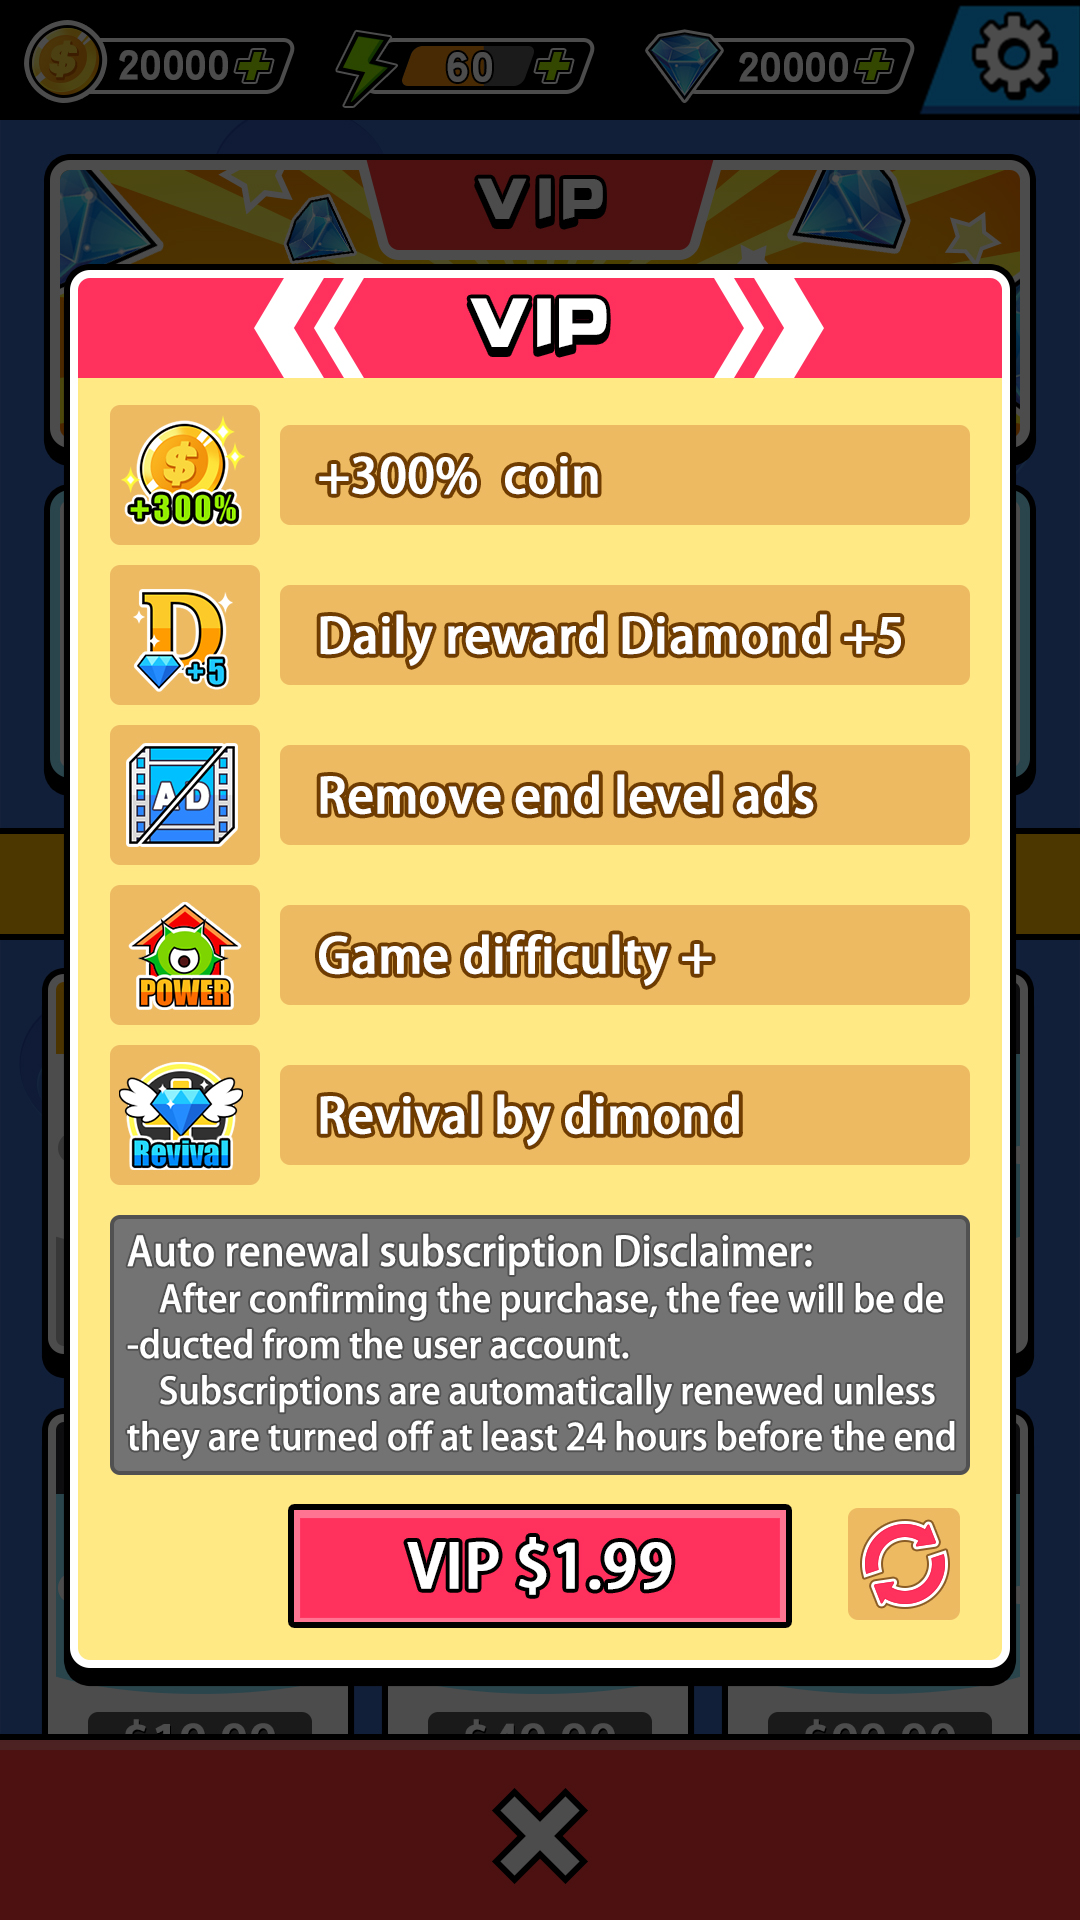 20000
60
20000
VIP
VIP
+300%
+300% coin
D
+5
Daily reward Diamond +5
AD
Remove end level ads
POWER
Game difficulty +
Revival
Revival by dimond
Auto renewal subscription Disclaimer:
After confirming the purchase, the fee will be de
-ducted from the user account.
Subscriptions are automatically renewed unless
they are turned off at least 24 hours before the end
VIP $1.99